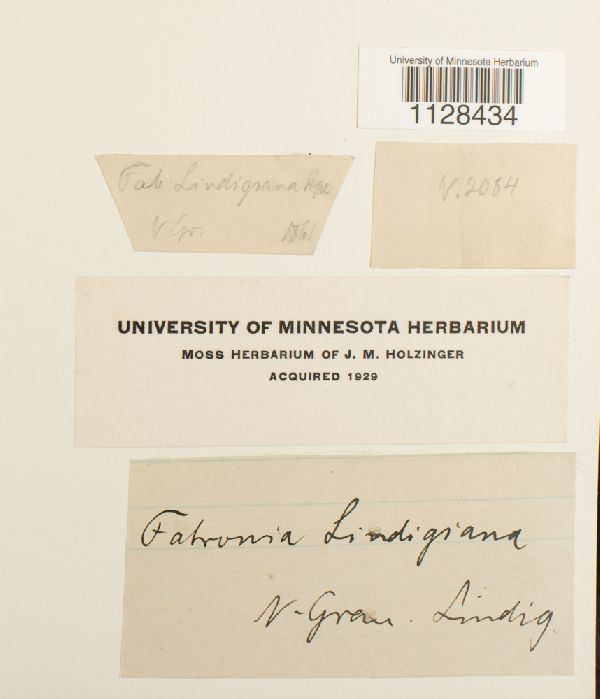 University of Minnesota Herbarium
1128434
Fab. Lindigiana Hpe
N Gr. 1861
N. 2084
UNIVERSITY OF MINNESOTA HERBARIUM
MOSS HERBARIUM OF J. M. HOLZINGER
ACQUIRED 1929
Fabronia Lindigiana
N-Gran. Lindig